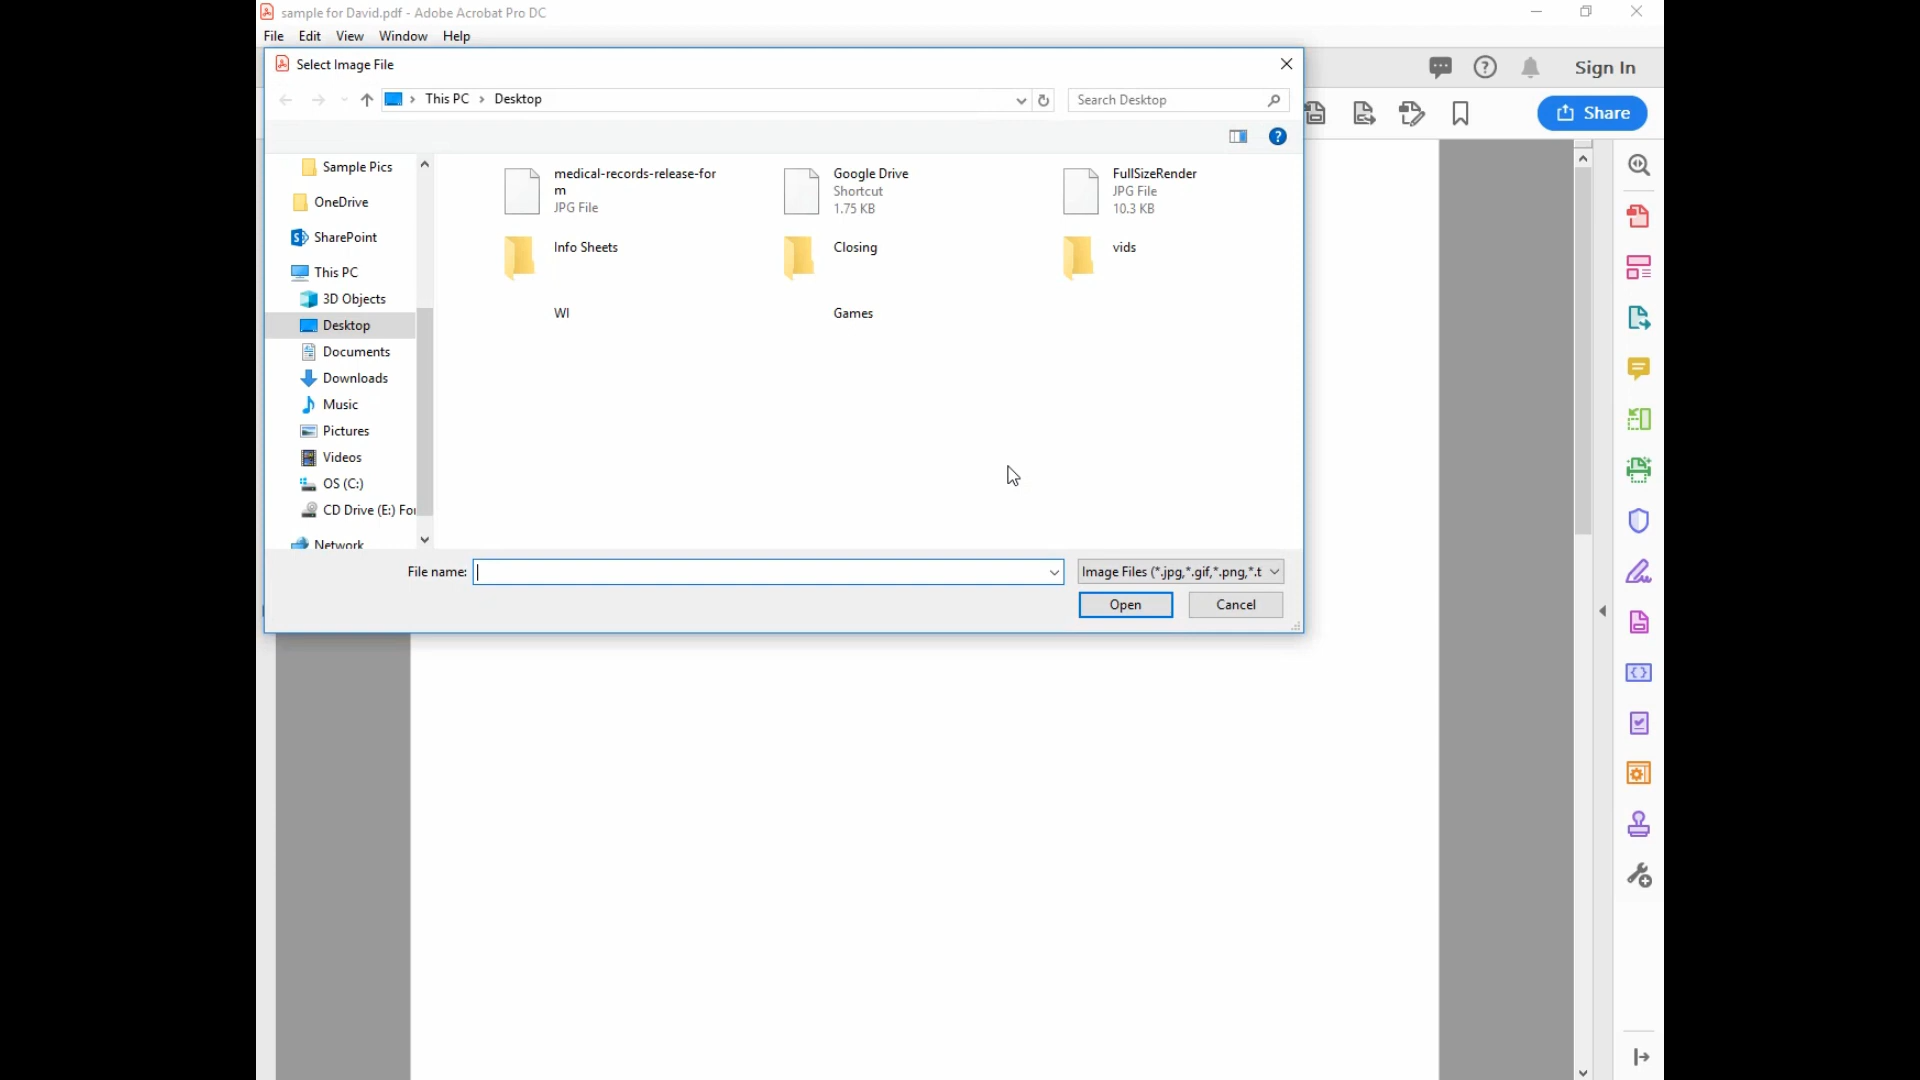 sample for David.pdf - Adobe Acrobat Pro DC
File Edit View Window Help
Select Image File
Sign In
This PC > Desktop
Search Desktop
Share
Sample Pics
OneDrive
SharePoint
This PC
3D Objects
Desktop
Documents
Downloads
Music
Pictures
Videos
OS (C:)
CD Drive (E:) For
Network
medical-records-release-for
m
JPG File
Google Drive
Shortcut
1.75 KB
FullSizeRender
JPG File
10.3 KB
Info Sheets
Closing
vids
WI
Games
File name:
Image Files (*.jpg,*.gif,*.png,*.t
Open
Cancel